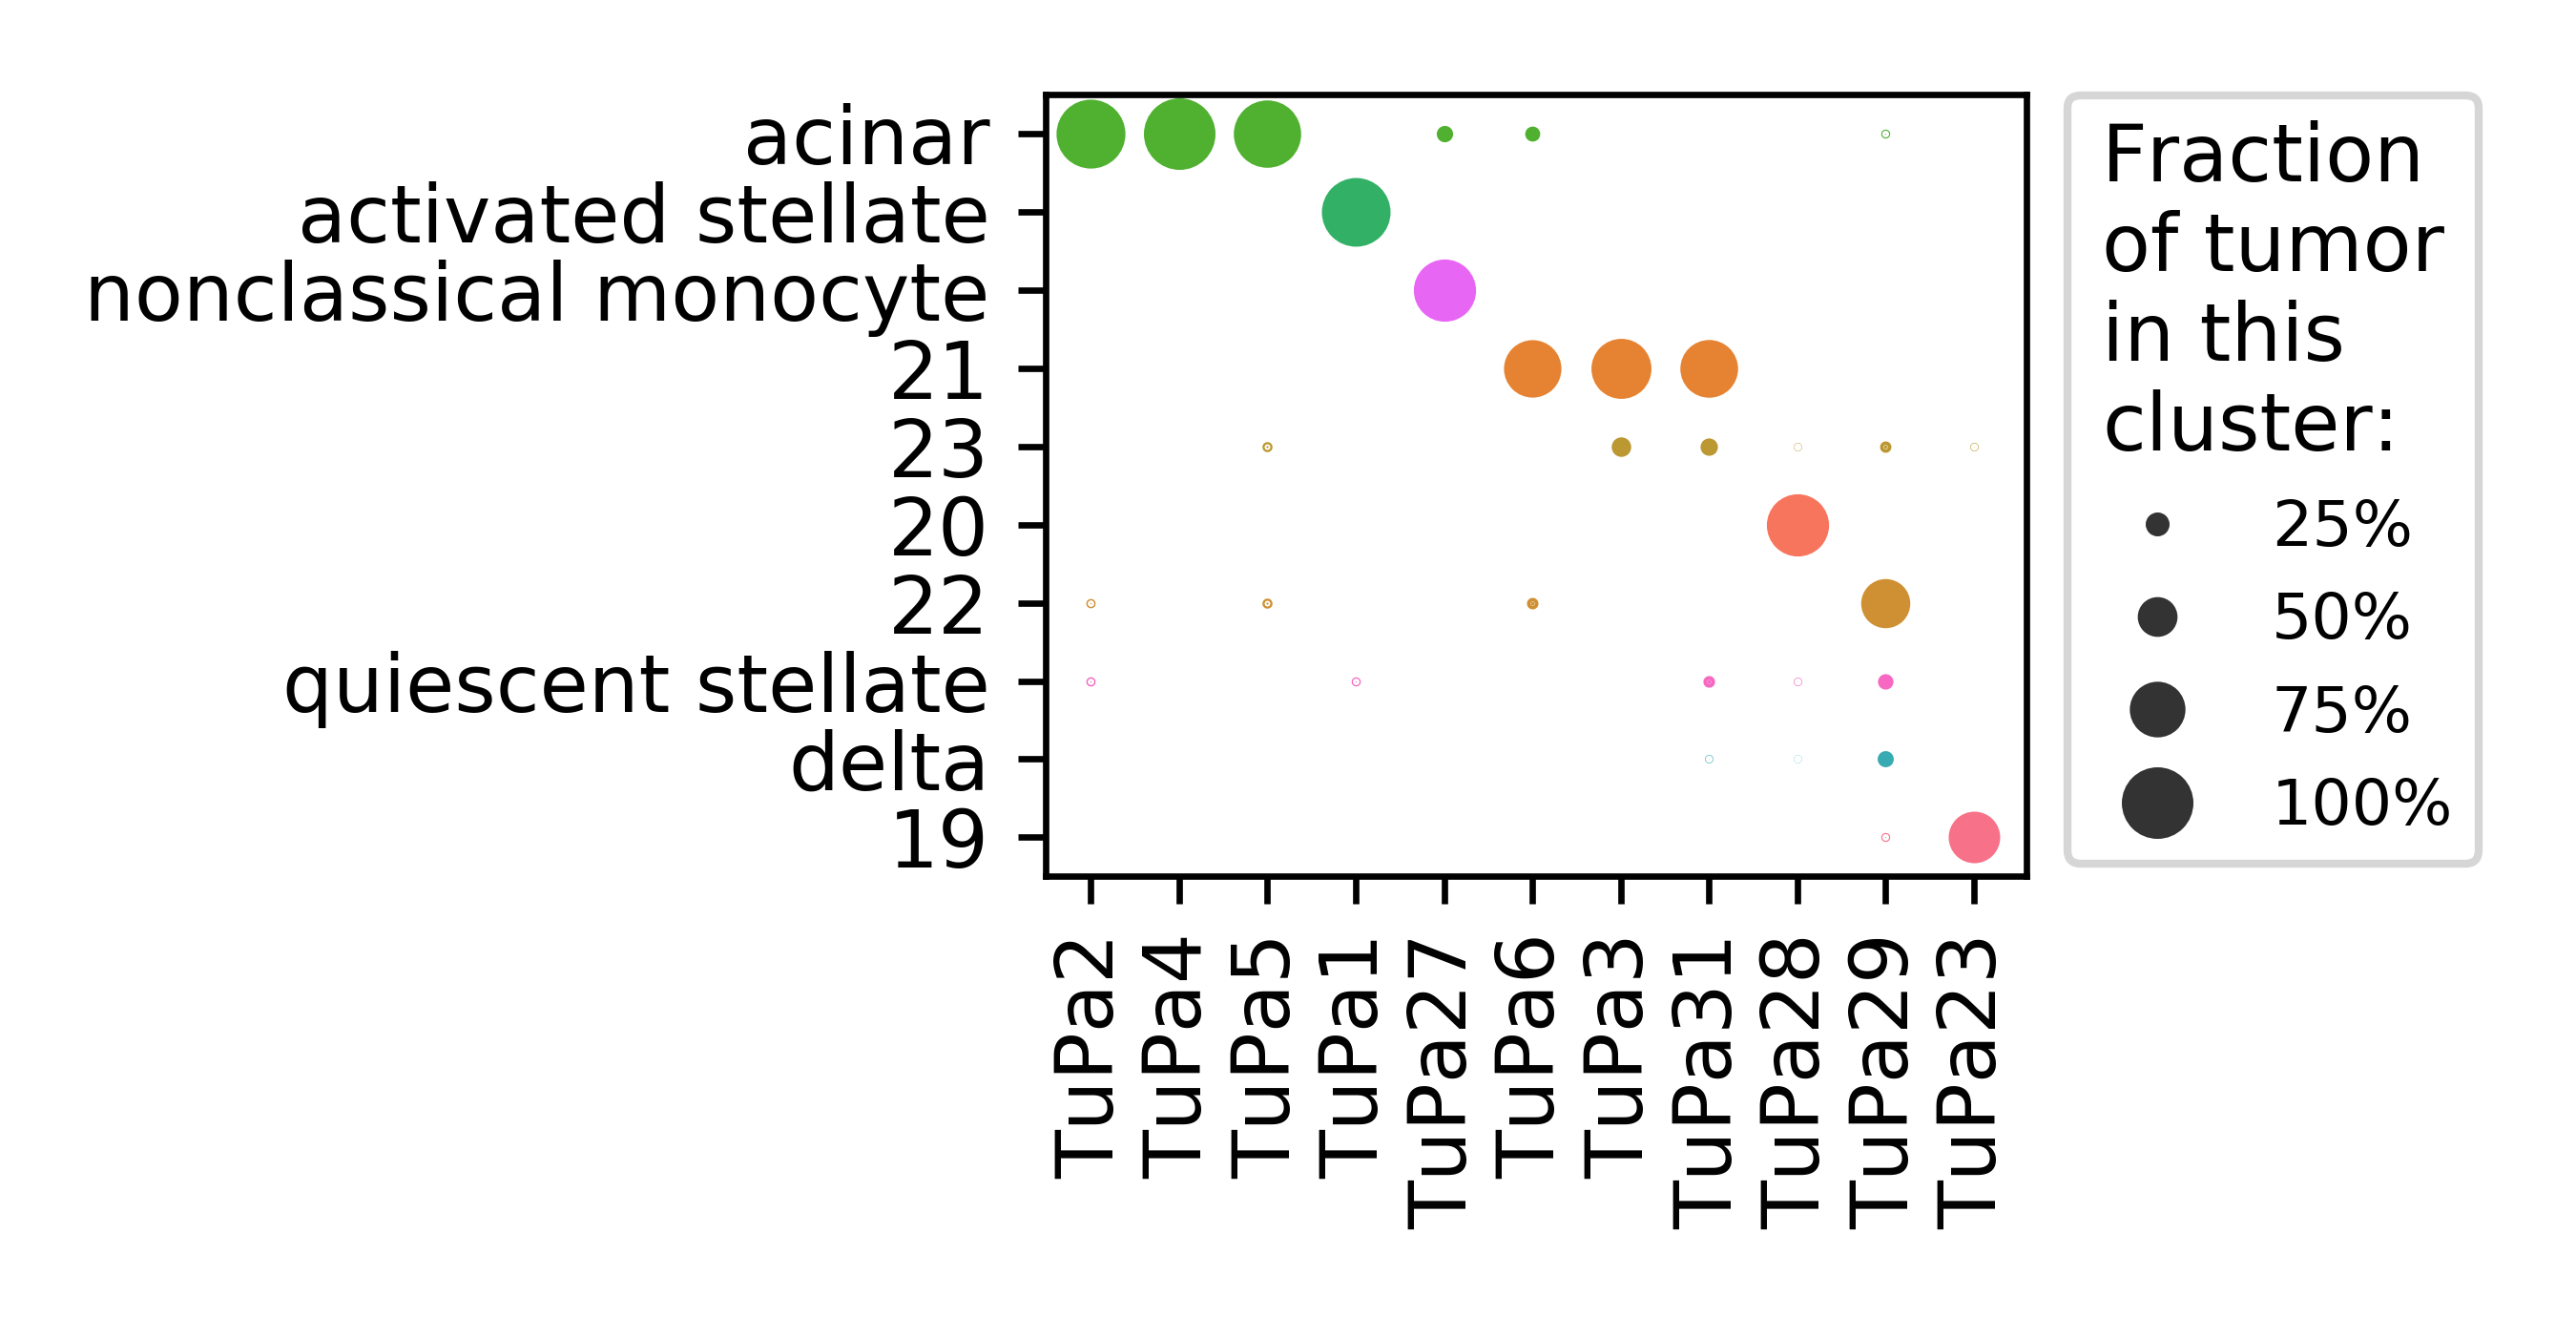 acinar
activated stellate
nonclassical monocyte
21
23
20
22
quiescent stellate
delta
19
TuPa2
TuPa4
TuPa5
TuPa1
TuPa27
TuPa6
TuPa3
TuPa31
TuPa28
TuPa29
TuPa23
Fraction
of tumor
in this
cluster:
25%
50%
75%
100%